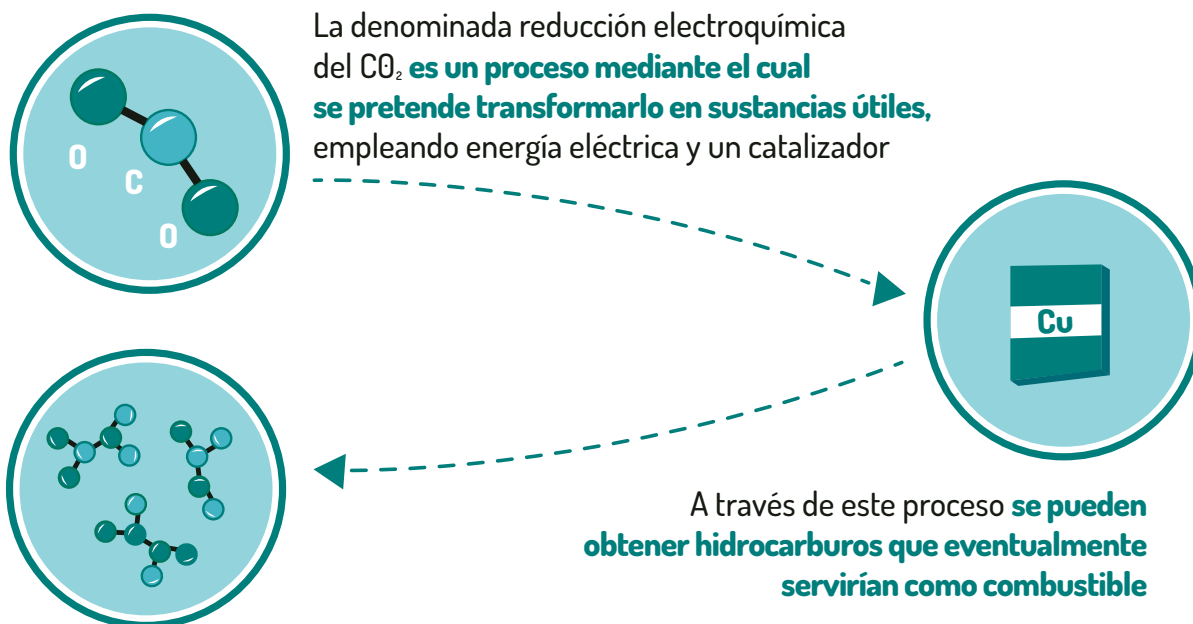 La denominada reducción electroquímica
del CO₂ es un proceso mediante el cual
se pretende transformarlo en sustancias útiles,
empleando energía eléctrica y un catalizador
O
C
O
Cu
A través de este proceso se pueden
obtener hidrocarburos que eventualmente
servirían como combustible